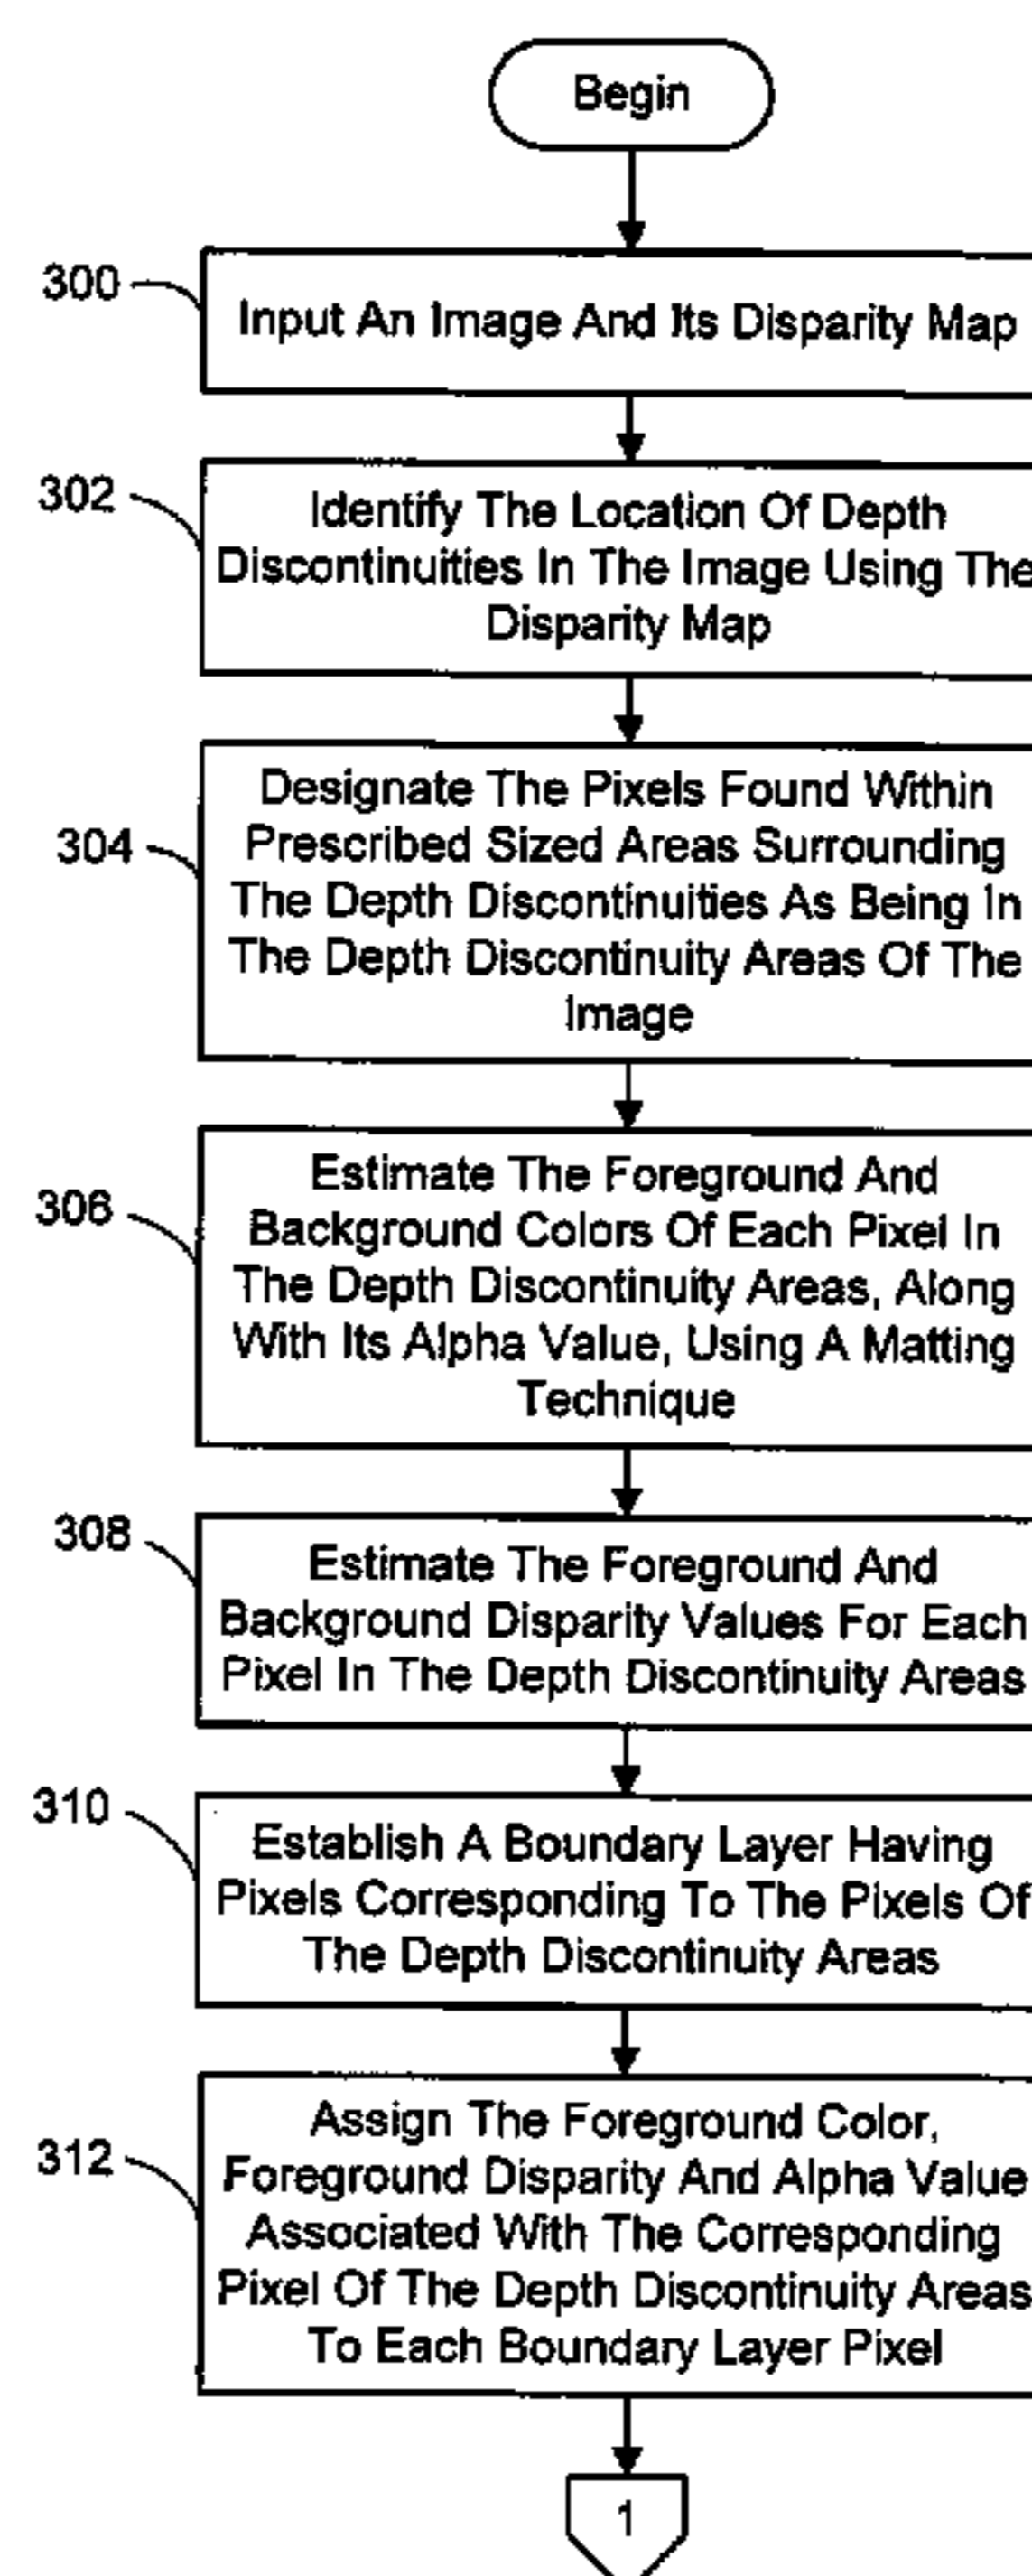 Begin
300
Input An Image And Its Disparity Map
302
Identify The Location Of Depth
Discontinuities In The Image Using The
Disparity Map
304
Designate The Pixels Found Within
Prescribed Sized Areas Surrounding
The Depth Discontinuities As Being In
The Depth Discontinuity Areas Of The
Image
306
Estimate The Foreground And
Background Colors Of Each Pixel In
The Depth Discontinuity Areas, Along
With Its Alpha Value, Using A Matting
Technique
308
Estimate The Foreground And
Background Disparity Values For Each
Pixel In The Depth Discontinuity Areas
310
Establish A Boundary Layer Having
Pixels Corresponding To The Pixels Of
The Depth Discontinuity Areas
312
Assign The Foreground Color,
Foreground Disparity And Alpha Value
Associated With The Corresponding
Pixel Of The Depth Discontinuity Areas
To Each Boundary Layer Pixel
1